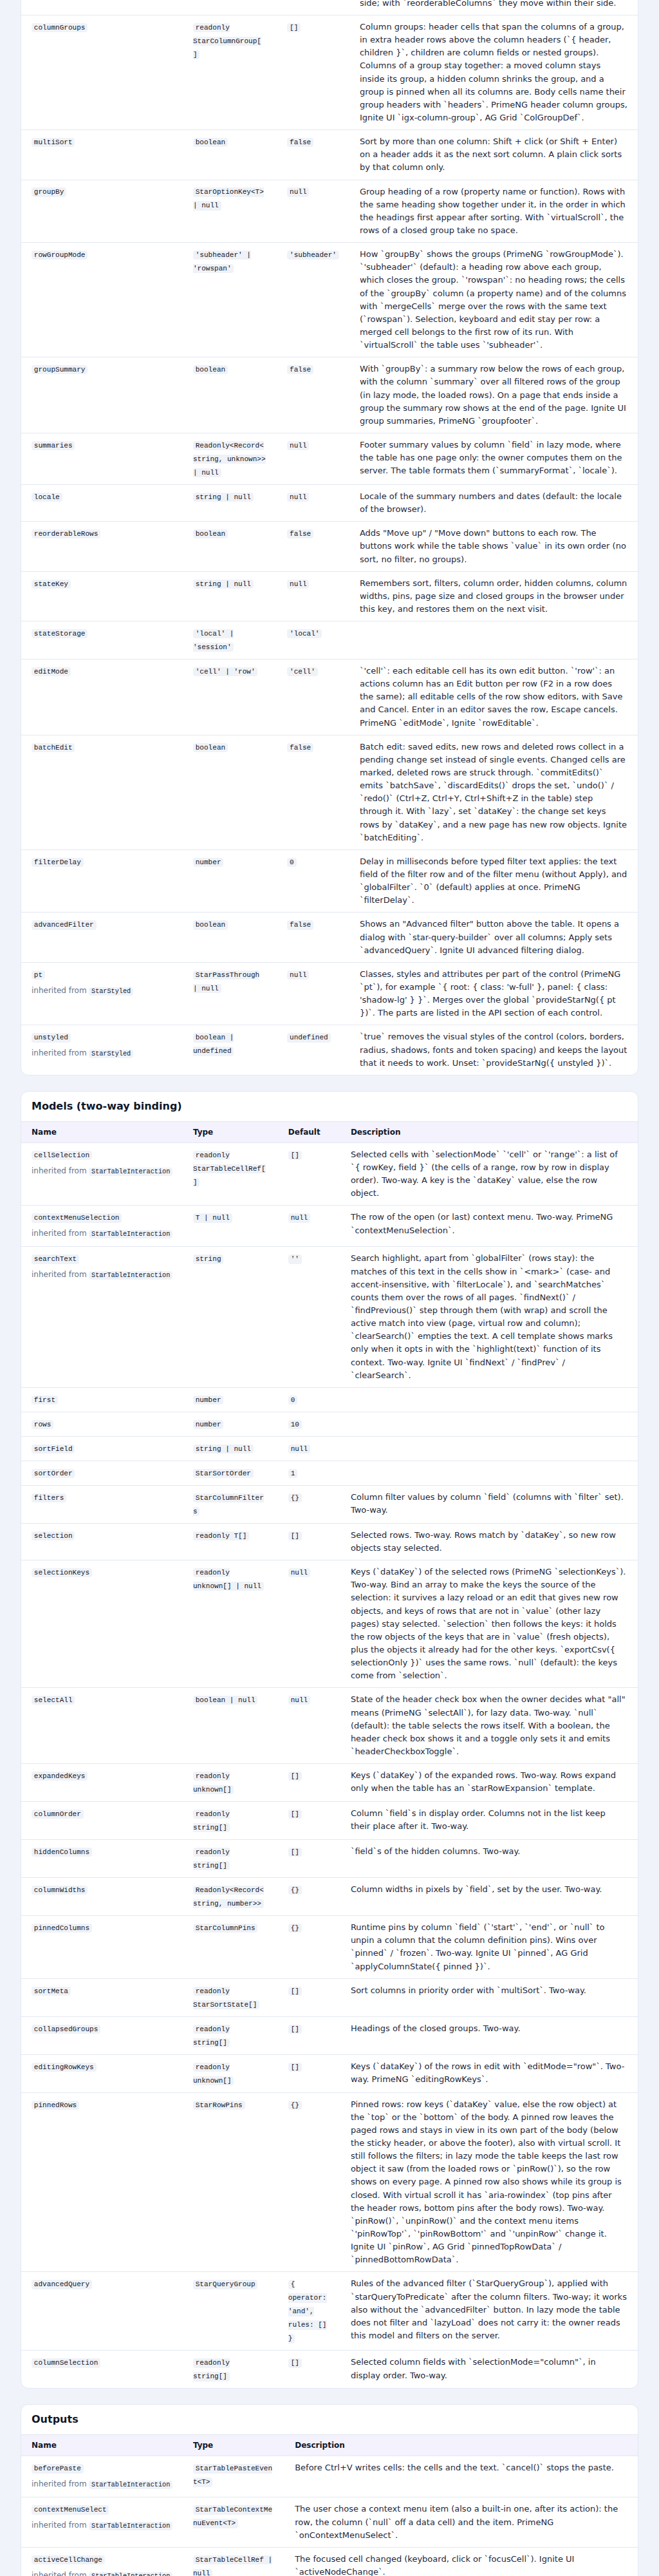 side; with `reorderableColumns` they move within their side.
columnGroups readonly StarColumnGroup[] [] Column groups: header cells that span the columns of a group,
in extra header rows above the column headers (`{ header,
children }`, children are column fields or nested groups).
Columns of a group stay together: a moved column stays
inside its group, a hidden column shrinks the group, and a
group is pinned when all its columns are. Body cells name their
group headers with `headers`. PrimeNG header column groups,
Ignite UI `igx-column-group`, AG Grid `ColGroupDef`.
multiSort boolean false Sort by more than one column: Shift + click (or Shift + Enter)
on a header adds it as the next sort column. A plain click sorts
by that column only.
groupBy StarOptionKey<T> | null null Group heading of a row (property name or function). Rows with
the same heading show together under it, in the order in which
the headings first appear after sorting. With `virtualScroll`, the
rows of a closed group take no space.
rowGroupMode 'subheader' | 'rowspan' 'subheader' How `groupBy` shows the groups (PrimeNG `rowGroupMode`).
`'subheader'` (default): a heading row above each group,
which closes the group. `'rowspan'`: no heading rows; the cells
of the `groupBy` column (a property name) and of the columns
with `mergeCells` merge over the rows with the same text
(`rowspan`). Selection, keyboard and edit stay per row: a
merged cell belongs to the first row of its run. With
`virtualScroll` the table uses `'subheader'`.
groupSummary boolean false With `groupBy`: a summary row below the rows of each group,
with the column `summary` over all filtered rows of the group
(in lazy mode, the loaded rows). On a page that ends inside a
group the summary row shows at the end of the page. Ignite UI
group summaries, PrimeNG `groupfooter`.
summaries Readonly<Record<string, unknown>> | null null Footer summary values by column `field` in lazy mode, where
the table has one page only: the owner computes them on the
server. The table formats them (`summaryFormat`, `locale`).
locale string | null null Locale of the summary numbers and dates (default: the locale
of the browser).
reorderableRows boolean false Adds "Move up" / "Move down" buttons to each row. The
buttons work while the table shows `value` in its own order (no
sort, no filter, no groups).
stateKey string | null null Remembers sort, filters, column order, hidden columns, column
widths, pins, page size and closed groups in the browser under
this key, and restores them on the next visit.
stateStorage 'local' | 'session' 'local'
editMode 'cell' | 'row' 'cell' `'cell'`: each editable cell has its own edit button. `'row'`: an
actions column has an Edit button per row (F2 in a row does
the same); all editable cells of the row show editors, with Save
and Cancel. Enter in an editor saves the row, Escape cancels.
PrimeNG `editMode`, Ignite `rowEditable`.
batchEdit boolean false Batch edit: saved edits, new rows and deleted rows collect in a
pending change set instead of single events. Changed cells are
marked, deleted rows are struck through. `commitEdits()`
emits `batchSave`, `discardEdits()` drops the set, `undo()` /
`redo()` (Ctrl+Z, Ctrl+Y, Ctrl+Shift+Z in the table) step
through it. With `lazy`, set `dataKey`: the change set keys
rows by `dataKey`, and a new page has new row objects. Ignite
`batchEditing`.
filterDelay number 0 Delay in milliseconds before typed filter text applies: the text
field of the filter row and of the filter menu (without Apply), and
`globalFilter`. `0` (default) applies at once. PrimeNG
`filterDelay`.
advancedFilter boolean false Shows an "Advanced filter" button above the table. It opens a
dialog with `star-query-builder` over all columns; Apply sets
`advancedQuery`. Ignite UI advanced filtering dialog.
pt inherited from StarStyled StarPassThrough | null null Classes, styles and attributes per part of the control (PrimeNG
`pt`), for example `{ root: { class: 'w-full' }, panel: { class:
'shadow-lg' } }`. Merges over the global `provideStarNg({ pt
})`. The parts are listed in the API section of each control.
unstyled inherited from StarStyled boolean | undefined undefined `true` removes the visual styles of the control (colors, borders,
radius, shadows, fonts and token spacing) and keeps the layout
that it needs to work. Unset: `provideStarNg({ unstyled })`.
Models (two-way binding)
Name Type Default Description
cellSelection inherited from StarTableInteraction readonly StarTableCellRef[] [] Selected cells with `selectionMode` `'cell'` or `'range'`: a list of
`{ rowKey, field }` (the cells of a range, row by row in display
order). Two-way. A key is the `dataKey` value, else the row
object.
contextMenuSelection inherited from StarTableInteraction T | null null The row of the open (or last) context menu. Two-way. PrimeNG
`contextMenuSelection`.
searchText inherited from StarTableInteraction string '' Search highlight, apart from `globalFilter` (rows stay): the
matches of this text in the cells show in `<mark>` (case- and
accent-insensitive, with `filterLocale`), and `searchMatches`
counts them over the rows of all pages. `findNext()` /
`findPrevious()` step through them (with wrap) and scroll the
active match into view (page, virtual row and column);
`clearSearch()` empties the text. A cell template shows marks
only when it opts in with the `highlight(text)` function of its
context. Two-way. Ignite UI `findNext` / `findPrev` /
`clearSearch`.
first number 0
rows number 10
sortField string | null null
sortOrder StarSortOrder 1
filters StarColumnFilters {} Column filter values by column `field` (columns with `filter` set).
Two-way.
selection readonly T[] [] Selected rows. Two-way. Rows match by `dataKey`, so new row
objects stay selected.
selectionKeys readonly unknown[] | null null Keys (`dataKey`) of the selected rows (PrimeNG `selectionKeys`).
Two-way. Bind an array to make the keys the source of the
selection: it survives a lazy reload or an edit that gives new row
objects, and keys of rows that are not in `value` (other lazy
pages) stay selected. `selection` then follows the keys: it holds
the row objects of the keys that are in `value` (fresh objects),
plus the objects it already had for the other keys. `exportCsv({
selectionOnly })` uses the same rows. `null` (default): the keys
come from `selection`.
selectAll boolean | null null State of the header check box when the owner decides what "all"
means (PrimeNG `selectAll`), for lazy data. Two-way. `null`
(default): the table selects the rows itself. With a boolean, the
header check box shows it and a toggle only sets it and emits
`headerCheckboxToggle`.
expandedKeys readonly unknown[] [] Keys (`dataKey`) of the expanded rows. Two-way. Rows expand
only when the table has an `starRowExpansion` template.
columnOrder readonly string[] [] Column `field`s in display order. Columns not in the list keep
their place after it. Two-way.
hiddenColumns readonly string[] [] `field`s of the hidden columns. Two-way.
columnWidths Readonly<Record<string, number>> {} Column widths in pixels by `field`, set by the user. Two-way.
pinnedColumns StarColumnPins {} Runtime pins by column `field` (`'start'`, `'end'`, or `null` to
unpin a column that the column definition pins). Wins over
`pinned` / `frozen`. Two-way. Ignite UI `pinned`, AG Grid
`applyColumnState({ pinned })`.
sortMeta readonly StarSortState[] [] Sort columns in priority order with `multiSort`. Two-way.
collapsedGroups readonly string[] [] Headings of the closed groups. Two-way.
editingRowKeys readonly unknown[] [] Keys (`dataKey`) of the rows in edit with `editMode="row"`. Two-
way. PrimeNG `editingRowKeys`.
pinnedRows StarRowPins {} Pinned rows: row keys (`dataKey` value, else the row object) at
the `top` or the `bottom` of the body. A pinned row leaves the
paged rows and stays in view in its own part of the body (below
the sticky header, or above the footer), also with virtual scroll. It
still follows the filters; in lazy mode the table keeps the last row
object it saw (from the loaded rows or `pinRow()`), so the row
shows on every page. A pinned row also shows while its group is
closed. With virtual scroll it has `aria-rowindex` (top pins after
the header rows, bottom pins after the body rows). Two-way.
`pinRow()`, `unpinRow()` and the context menu items
`'pinRowTop'`, `'pinRowBottom'` and `'unpinRow'` change it.
Ignite UI `pinRow`, AG Grid `pinnedTopRowData` /
`pinnedBottomRowData`.
advancedQuery StarQueryGroup { operator: 'and', rules: [] } Rules of the advanced filter (`StarQueryGroup`), applied with
`starQueryToPredicate` after the column filters. Two-way; it works
also without the `advancedFilter` button. In lazy mode the table
does not filter and `lazyLoad` does not carry it: the owner reads
this model and filters on the server.
columnSelection readonly string[] [] Selected column fields with `selectionMode="column"`, in
display order. Two-way.
Outputs
Name Type Description
beforePaste inherited from StarTableInteraction StarTablePasteEvent<T> Before Ctrl+V writes cells: the cells and the text. `cancel()` stops the paste.
contextMenuSelect inherited from StarTableInteraction StarTableContextMenuEvent<T> The user chose a context menu item (also a built-in one, after its action): the
row, the column (`null` off a data cell) and the item. PrimeNG
`onContextMenuSelect`.
activeCellChange inherited from StarTableInteraction StarTableCellRef | null The focused cell changed (keyboard, click or `focusCell`). Ignite UI
`activeNodeChange`.